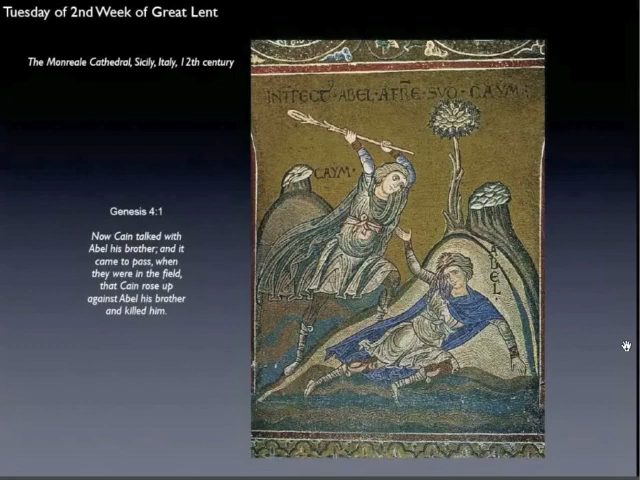 Tuesday of 2nd Week of Great Lent
The Monreale Cathedral, Sicily, Italy, 12th century
Genesis 4:1
Now Cain talked with
Abel his brother; and it
came to pass, when
they were in the field,
that Cain rose up
against Abel his brother
and killed him.
ABEL·A·FRE·SVO·CAYM·
CAYM·
ABEL·